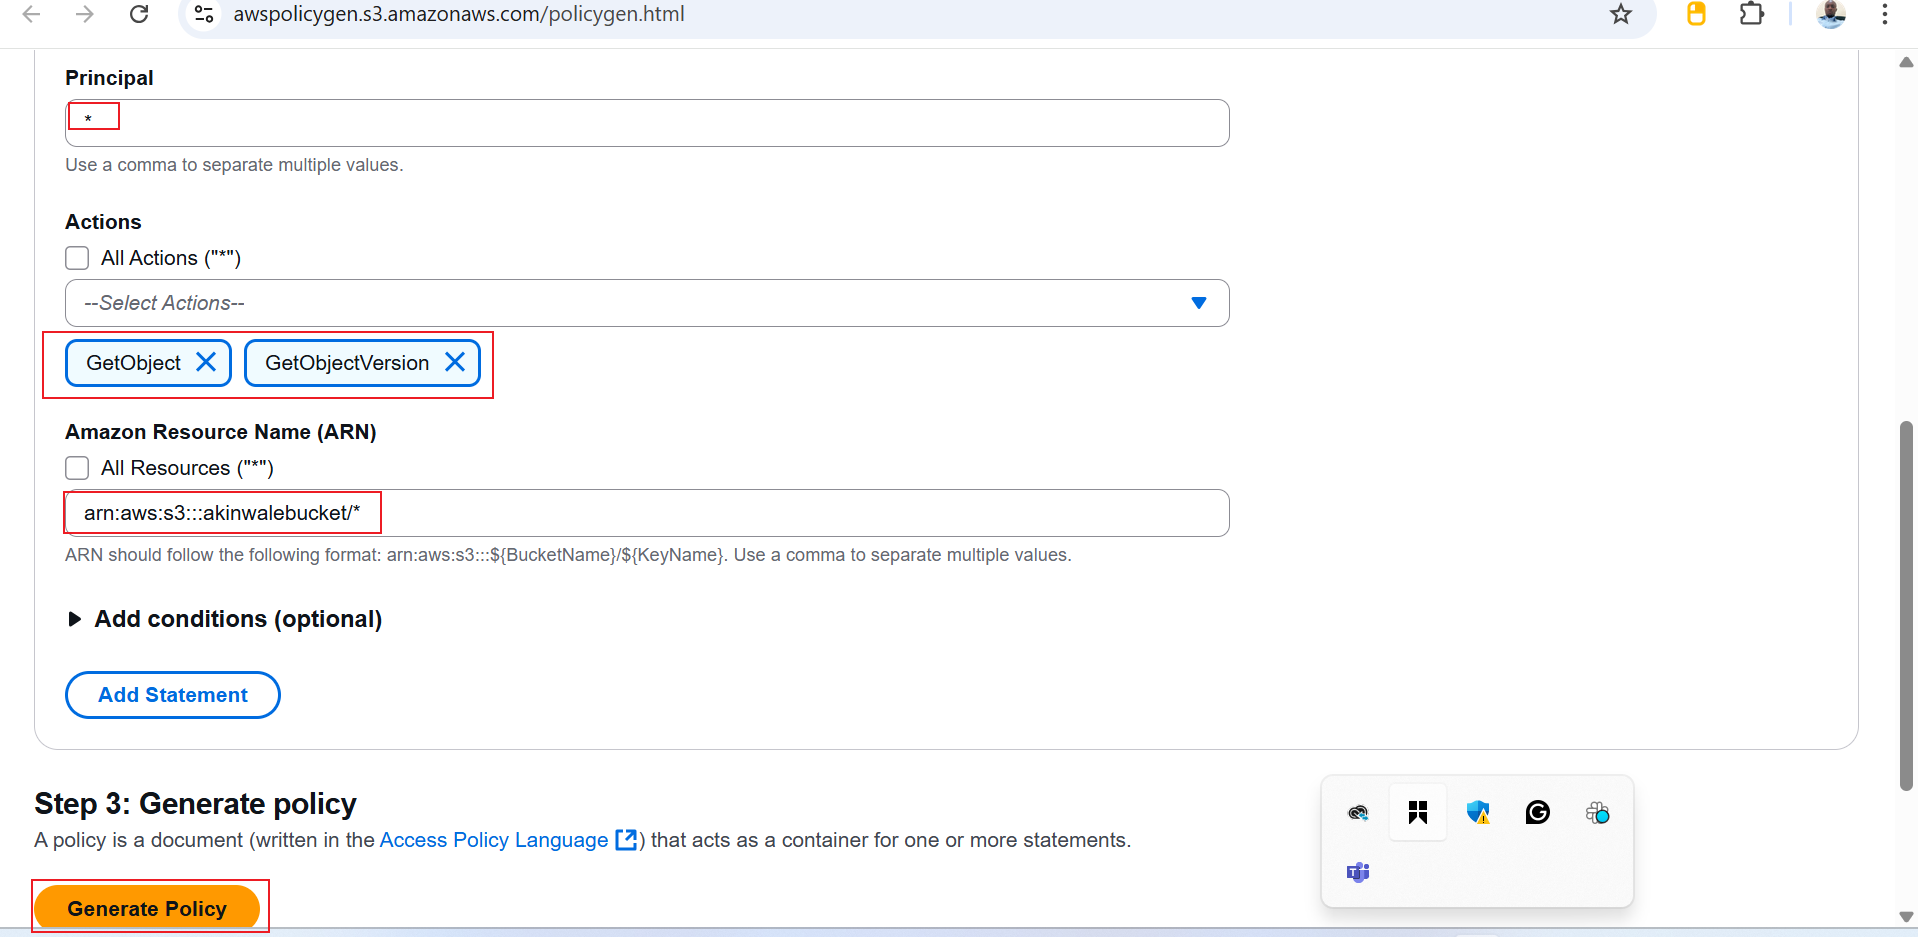 awspolicygen.s3.amazonaws.com/policygen.html
Principal
*
Use a comma to separate multiple values.
Actions
All Actions ("*")
--Select Actions--
GetObject GetObjectVersion
Amazon Resource Name (ARN)
All Resources ("*")
arn:aws:s3:::akinwalebucket/*
ARN should follow the following format: arn:aws:s3:::${BucketName}/${KeyName}. Use a comma to separate multiple values.
Add conditions (optional)
Add Statement
Step 3: Generate policy
A policy is a document (written in the Access Policy Language ) that acts as a container for one or more statements.
Generate Policy